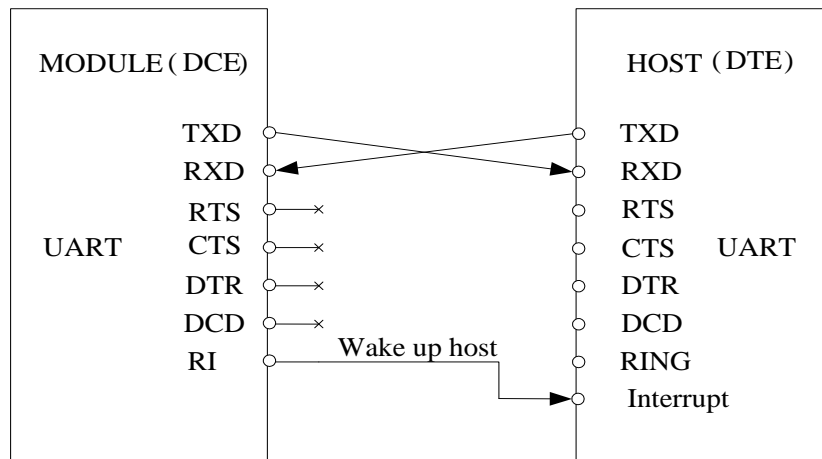 MODULE (DCE) HOST (DTE)
TXD TXD
RXD RXD
RTS RTS
UART CTS CTS UART
DTR DTR
DCD DCD
RI Wake up host RING
Interrupt